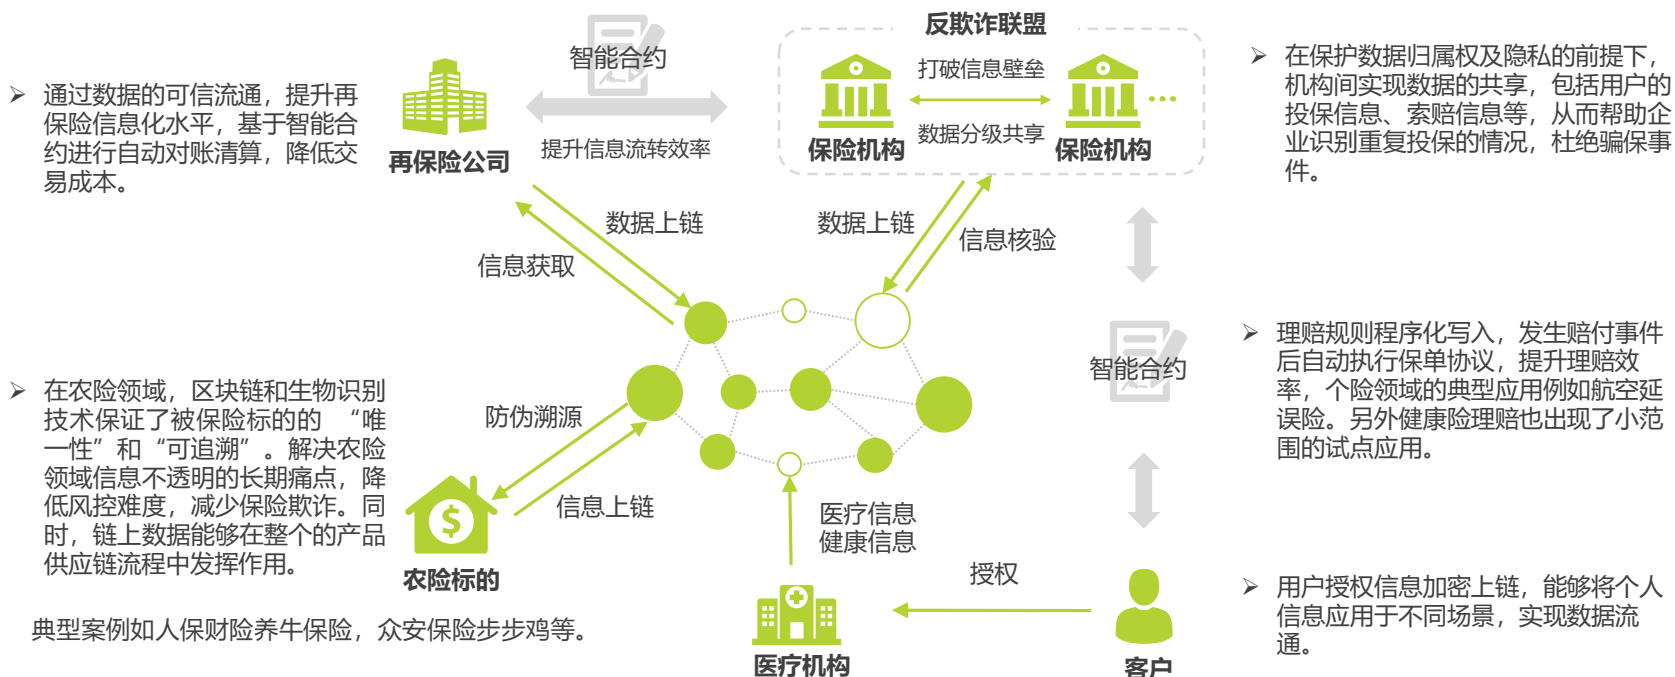 反欺诈联盟
智能合约
提升信息流转效率
再保险公司
打破信息壁垒
数据分级共享
保险机构
保险机构
通过数据的可信流通，提升再
保险信息化水平，基于智能合
约进行自动对账清算，降低交
易成本。
在保护数据归属权及隐私的前提下，
机构间实现数据的共享，包括用户的
投保信息、索赔信息等，从而帮助企
业识别重复投保的情况，杜绝骗保事
件。
数据上链
信息获取
数据上链
信息核验
智能合约
理赔规则程序化写入，发生赔付事件
后自动执行保单协议，提升理赔效
率，个险领域的典型应用例如航空延
误险。另外健康险理赔也出现了小范
围的试点应用。
在农险领域，区块链和生物识别
技术保证了被保险标的的 “唯
一性”和“可追溯”。解决农险
领域信息不透明的长期痛点，降
低风控难度，减少保险欺诈。同
时，链上数据能够在整个的产品
供应链流程中发挥作用。
防伪溯源
信息上链
农险标的
典型案例如人保财险养牛保险，众安保险步步鸡等。
医疗信息
健康信息
授权
医疗机构
客户
用户授权信息加密上链，能够将个人
信息应用于不同场景，实现数据流
通。